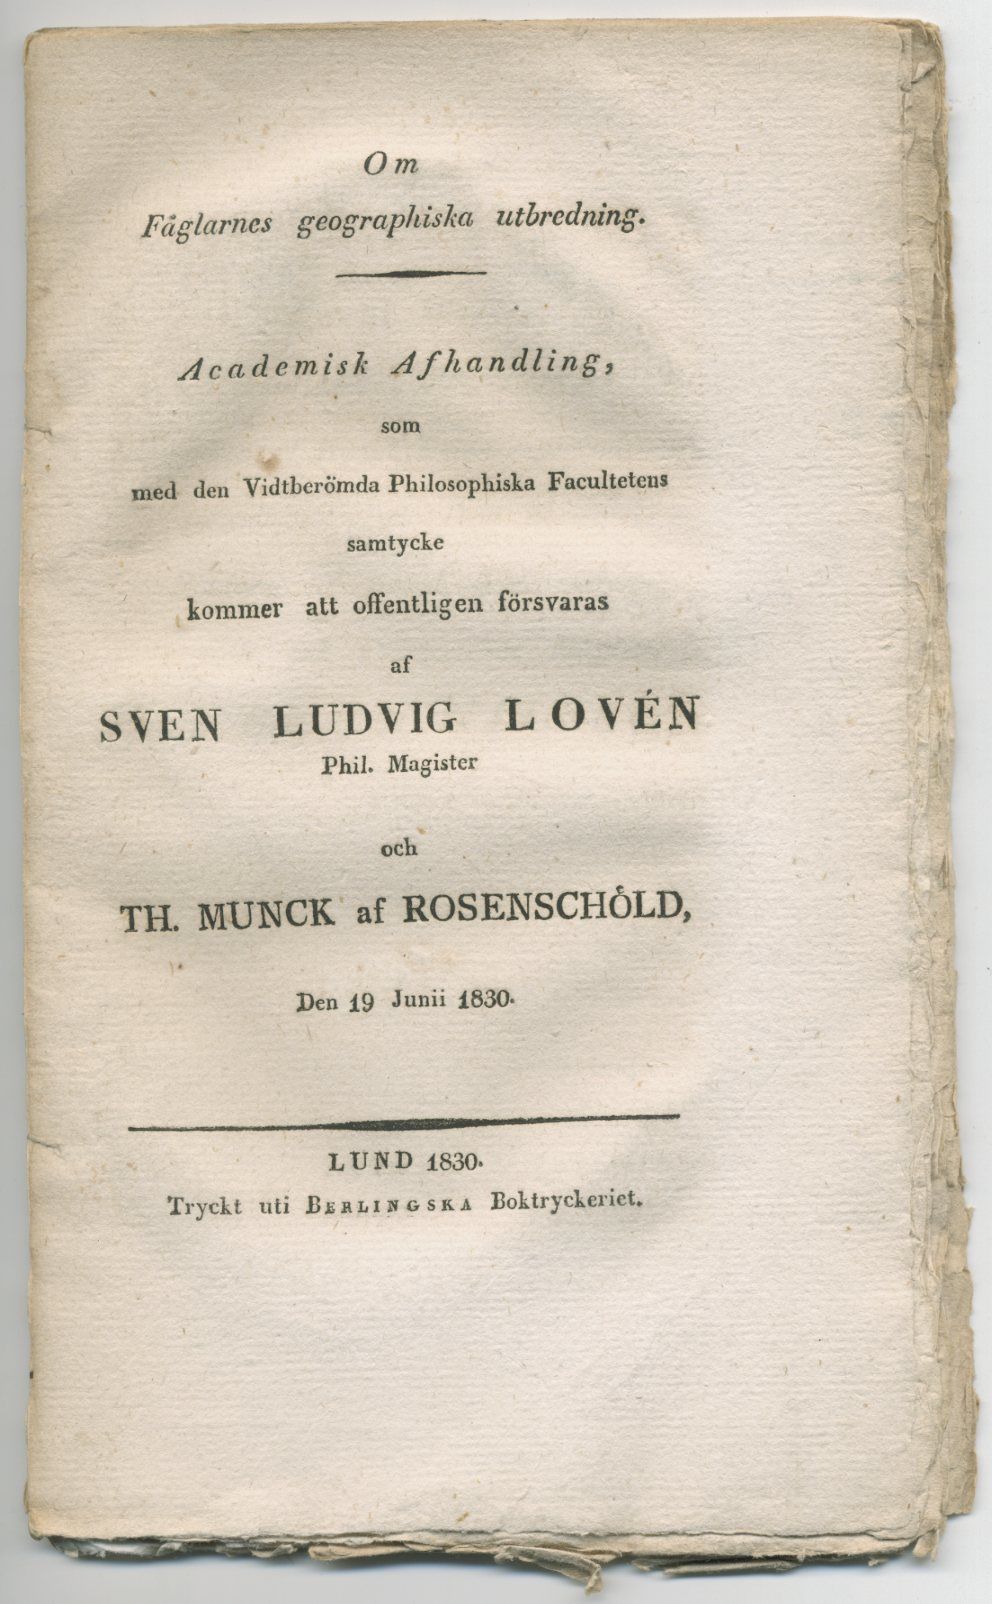 Om
Fåglarnes geographiska utbredning.
Academisk Afhandling,
som
med den Vidtberömda Philosophiska Facultetens
samtycke
kommer att offentligen försvaras
af
SVEN LUDVIG LOVÉN
Phil. Magister
och
TH. MUNCK af ROSENSCHÖLD,
Den 19 Junii 1830.
LUND 1830.
Tryckt uti BERLINGSKA Boktryckeriet.